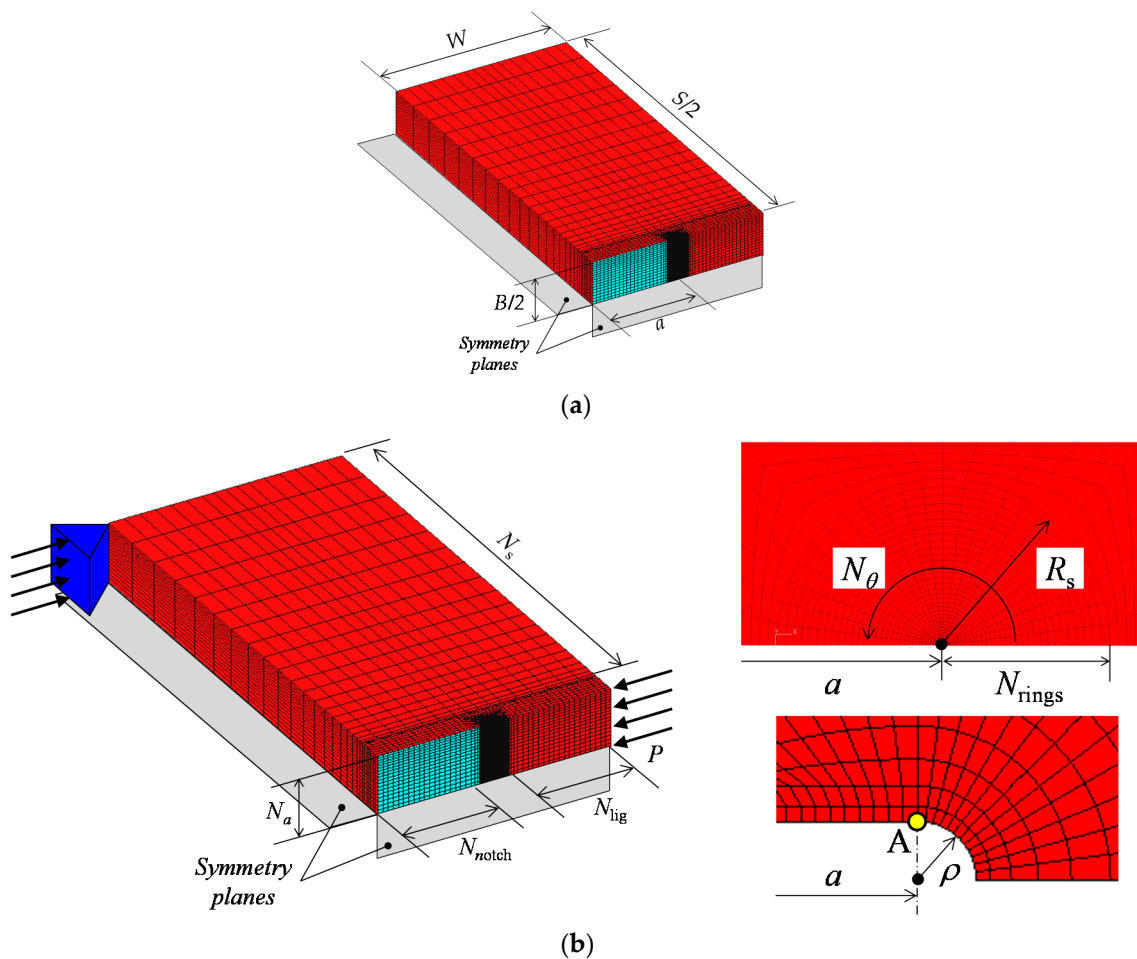 W
S/2
B/2
a
Symmetry
planes
(a)
N_s
N_θ
R_s
a
N_rings
P
N_a
N_lig
N_notch
Symmetry
planes
A
ρ
a
(b)